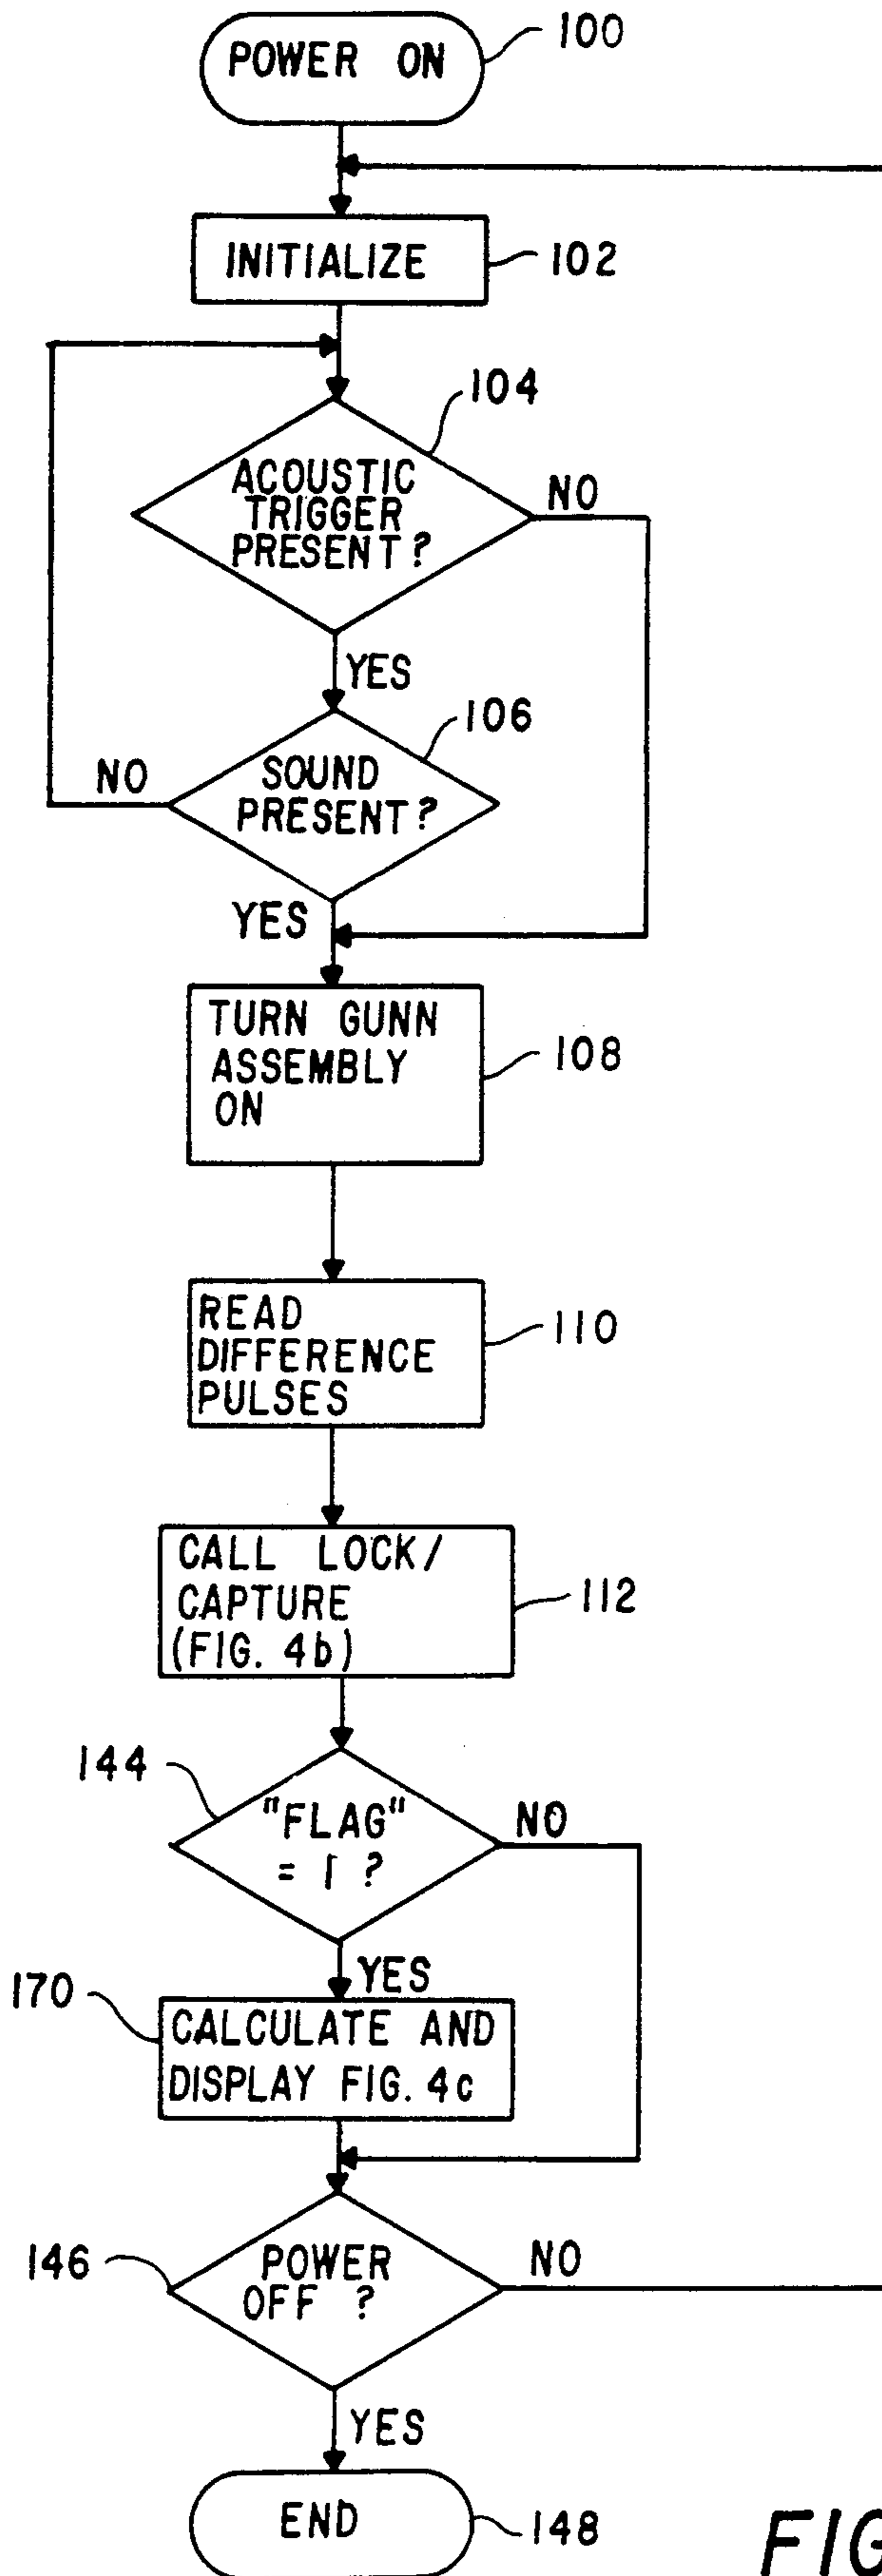 100
POWER ON
INITIALIZE
102
104
ACOUSTIC
TRIGGER
PRESENT?
NO
YES
106
SOUND
PRESENT?
NO
YES
TURN GUNN
ASSEMBLY
ON
108
READ
DIFFERENCE
PULSES
110
CALL LOCK/
CAPTURE
(FIG. 4b)
112
144
"FLAG"
= 1 ?
NO
YES
170
CALCULATE AND
DISPLAY FIG. 4c
146
POWER
OFF ?
NO
YES
END
148
FIG